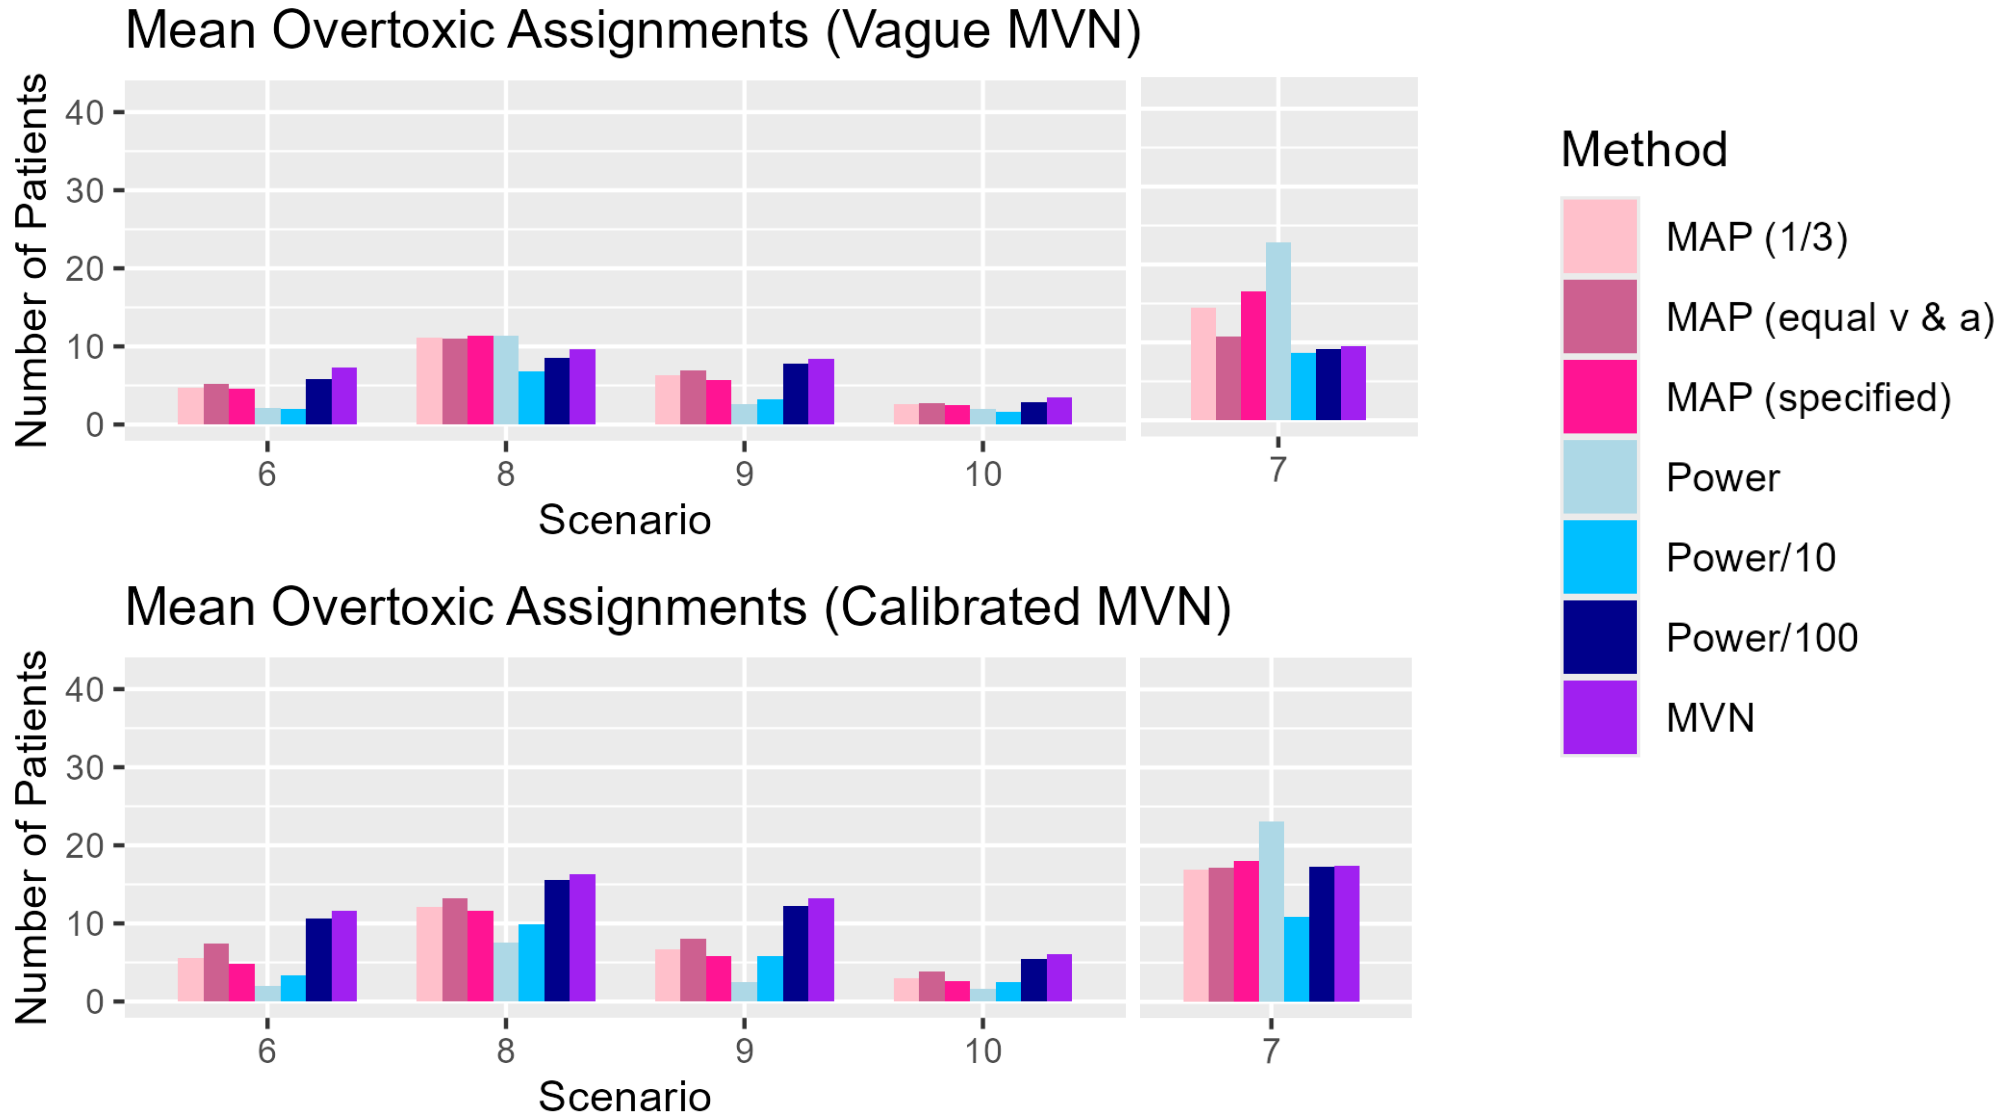 Mean Overtoxic Assignments (Vague MVN)
Number of Patients
40
30
20
10
0
6
8
9
10
7
Scenario
Mean Overtoxic Assignments (Calibrated MVN)
Number of Patients
40
30
20
10
0
6
8
9
10
7
Scenario
Method
MAP (1/3)
MAP (equal v & a)
MAP (specified)
Power
Power/10
Power/100
MVN